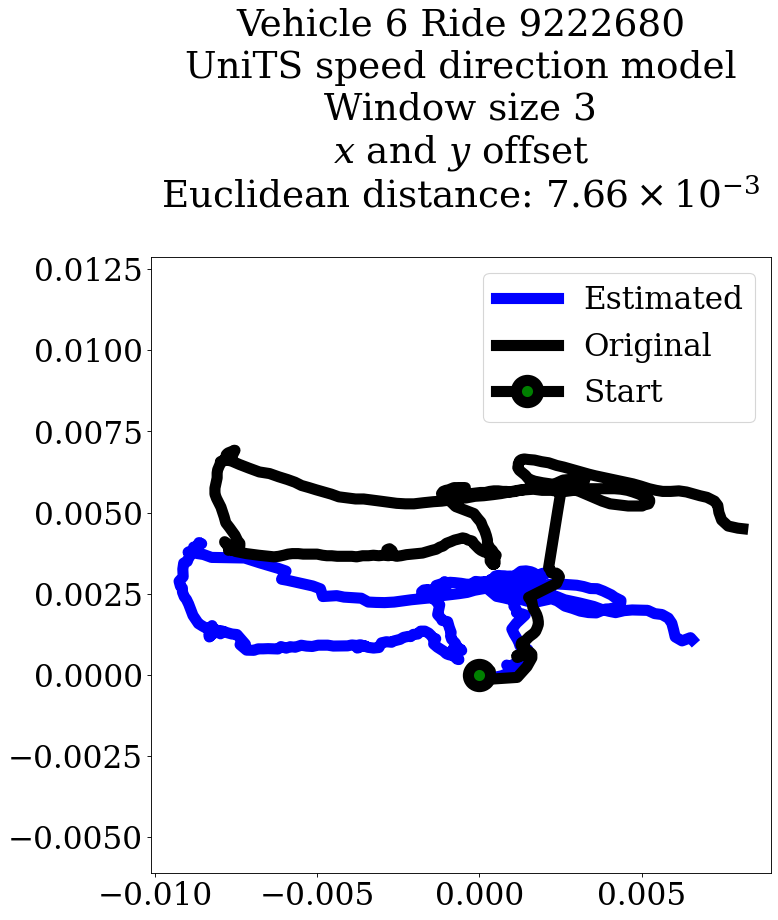 Vehicle 6 Ride 9222680
UniTS speed direction model
Window size 3
x and y offset
Euclidean distance: 7.66 × 10⁻³
0.0125
0.0100
0.0075
0.0050
0.0025
0.0000
−0.0025
−0.0050
Estimated
Original
Start
−0.010
−0.005
0.000
0.005